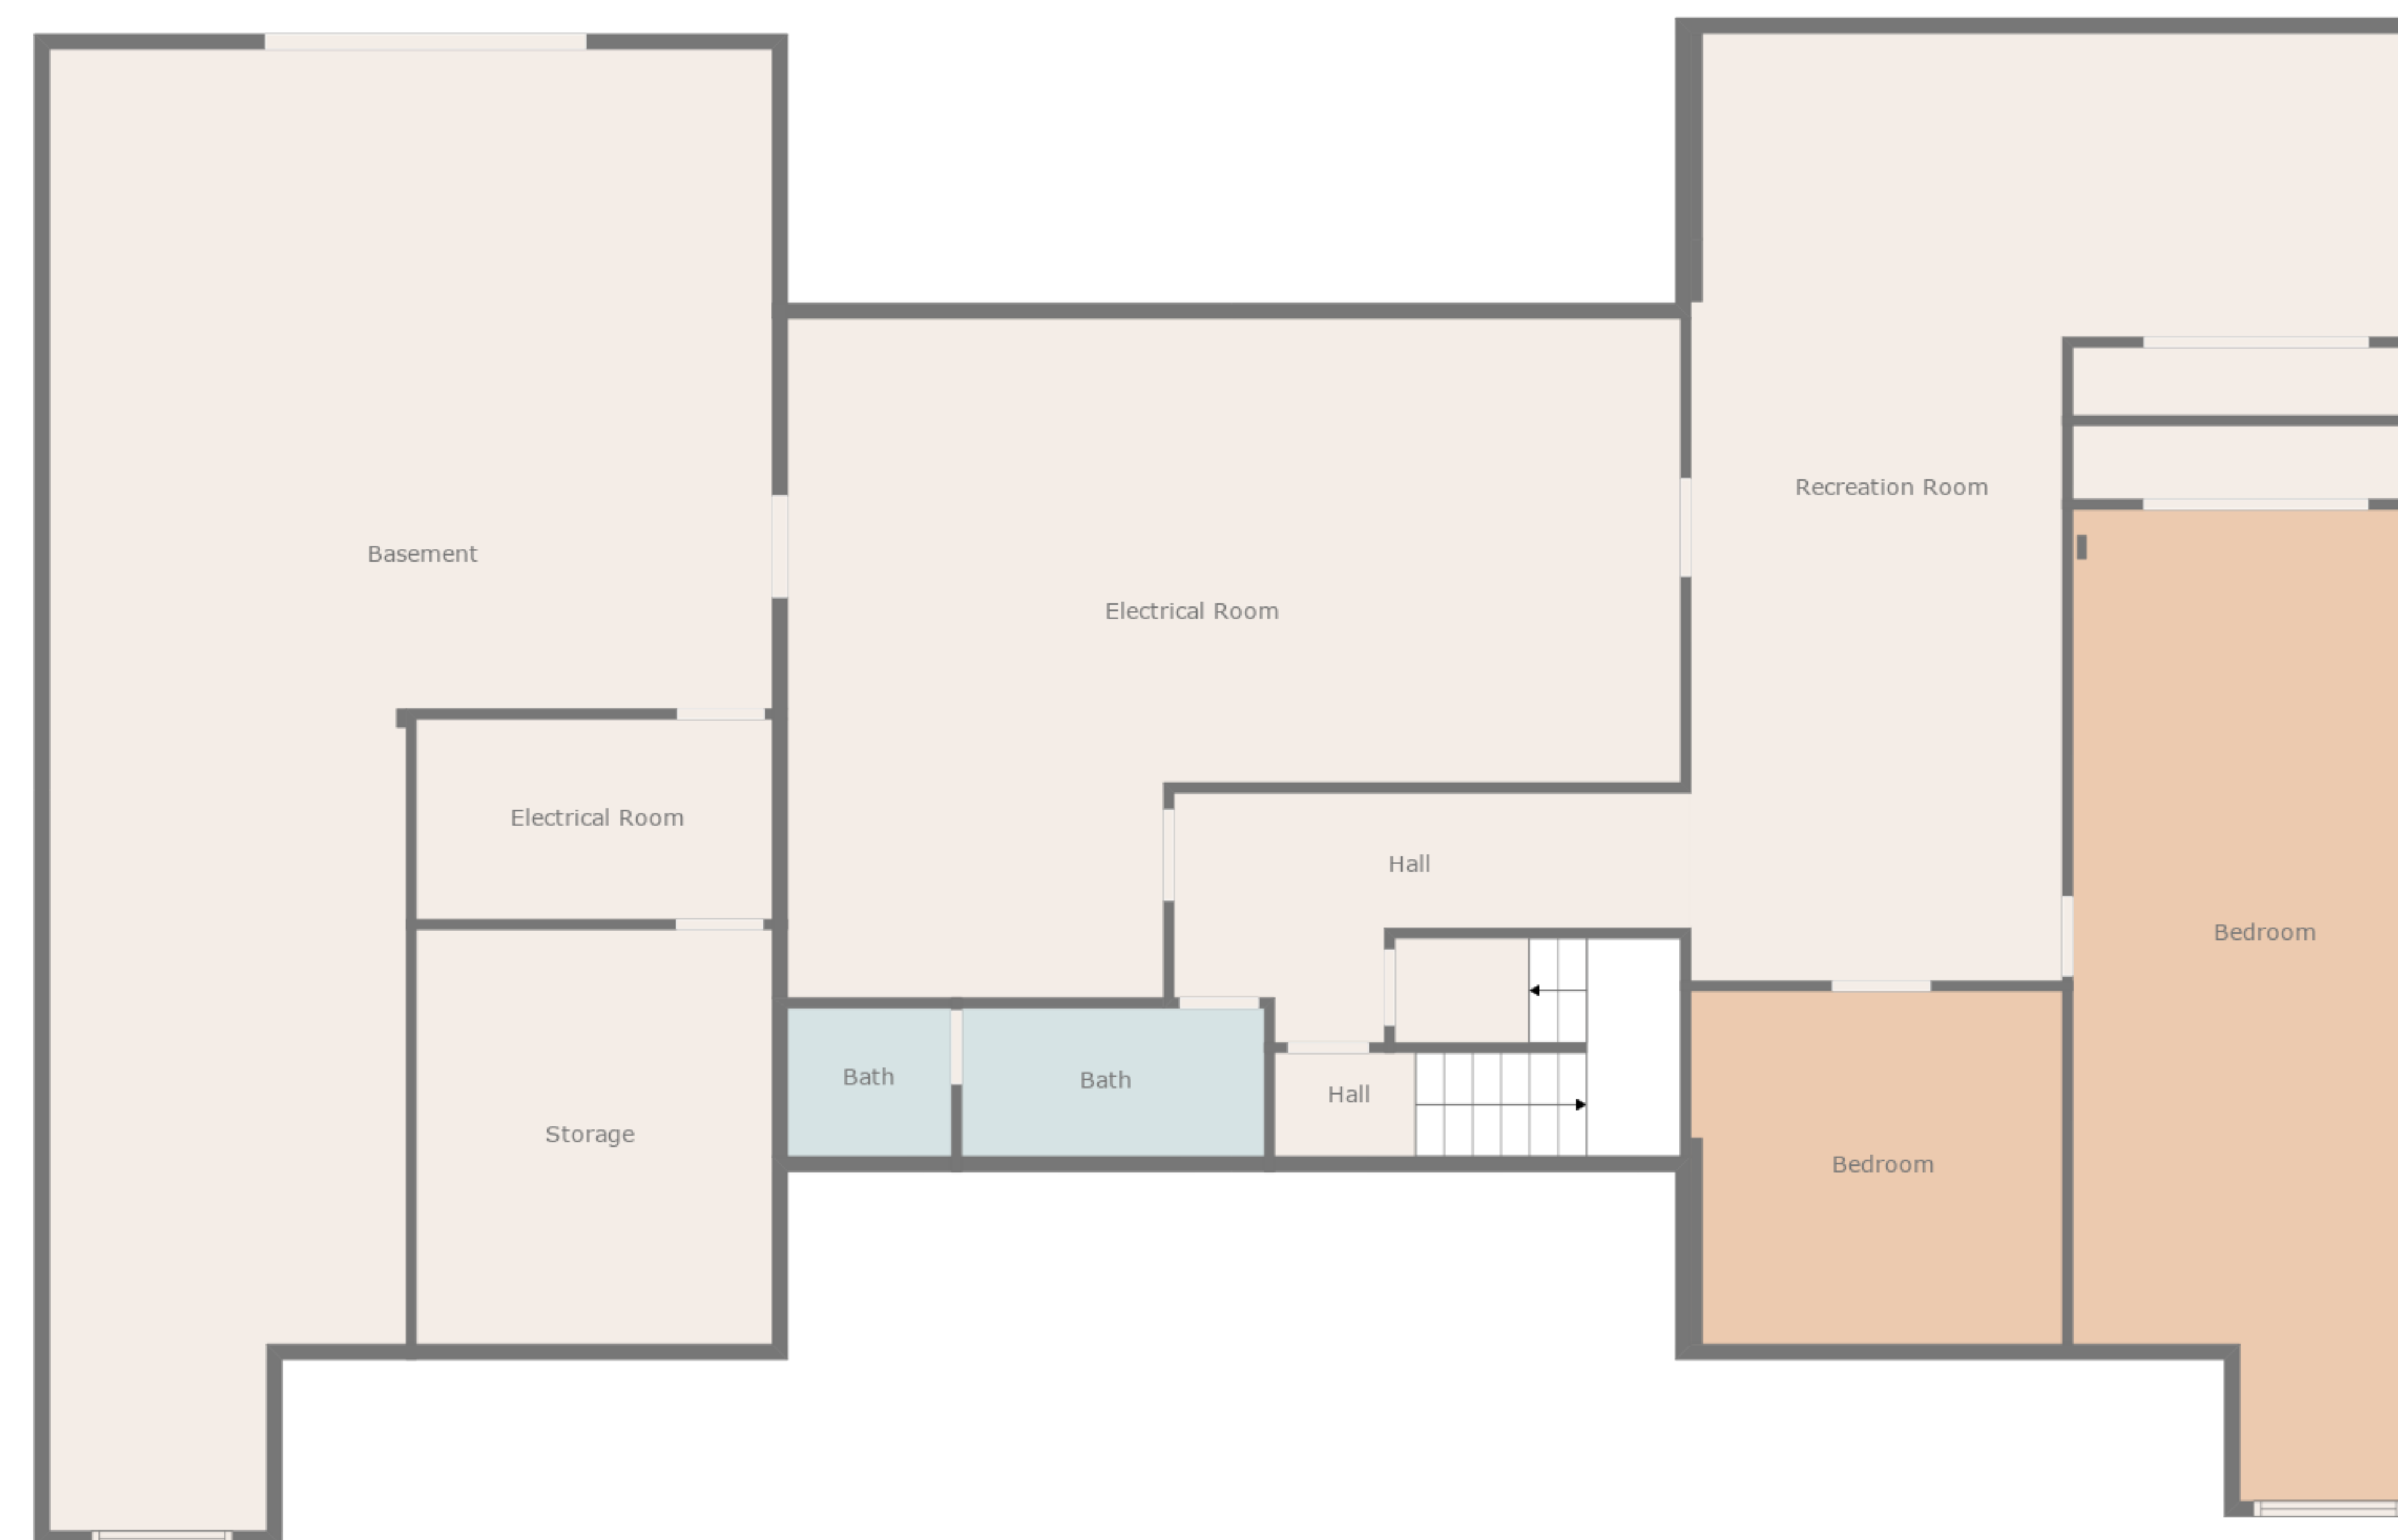 Recreation Room
Basement
Electrical Room
Electrical Room
Hall
Bedroom
Bath
Bath
Hall
Storage
Bedroom